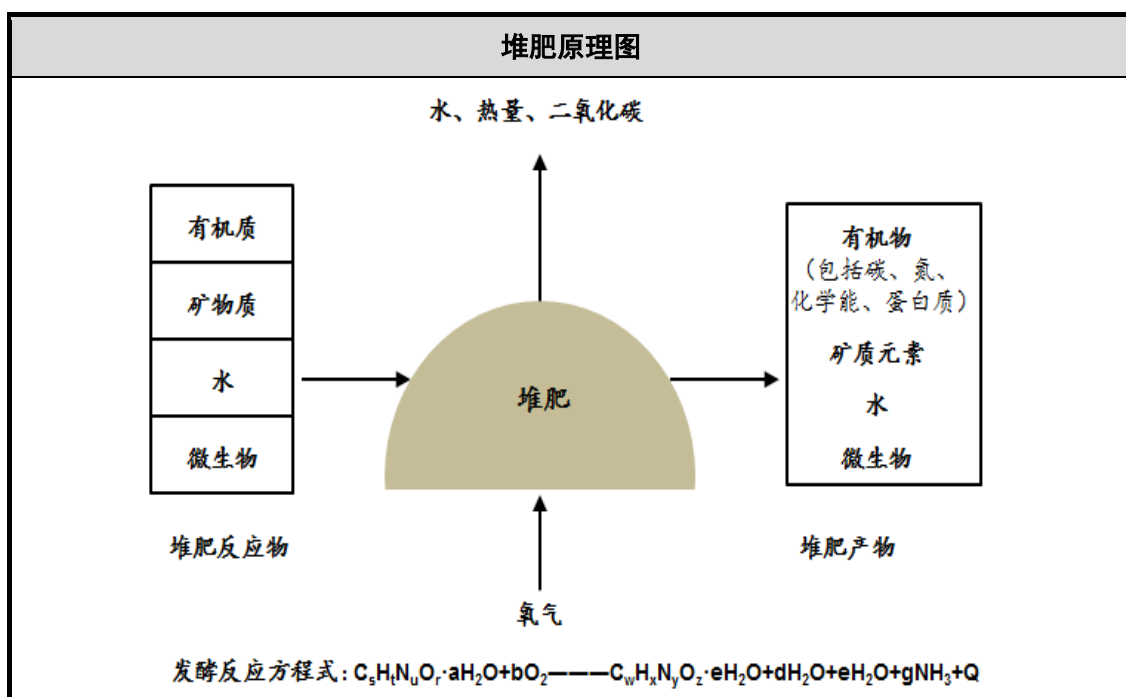 堆肥原理图
水、热量、二氧化碳
有机质
矿物质
水
微生物
堆肥反应物
堆肥
氧气
有机物
（包括碳、氮、
化学能、蛋白质）
矿质元素
水
微生物
堆肥产物
发酵反应方程式：CsHtNuOr·aH₂O+bO₂———CwHxNyOz·eH₂O+dH₂O+eH₂O+gNH₃+Q